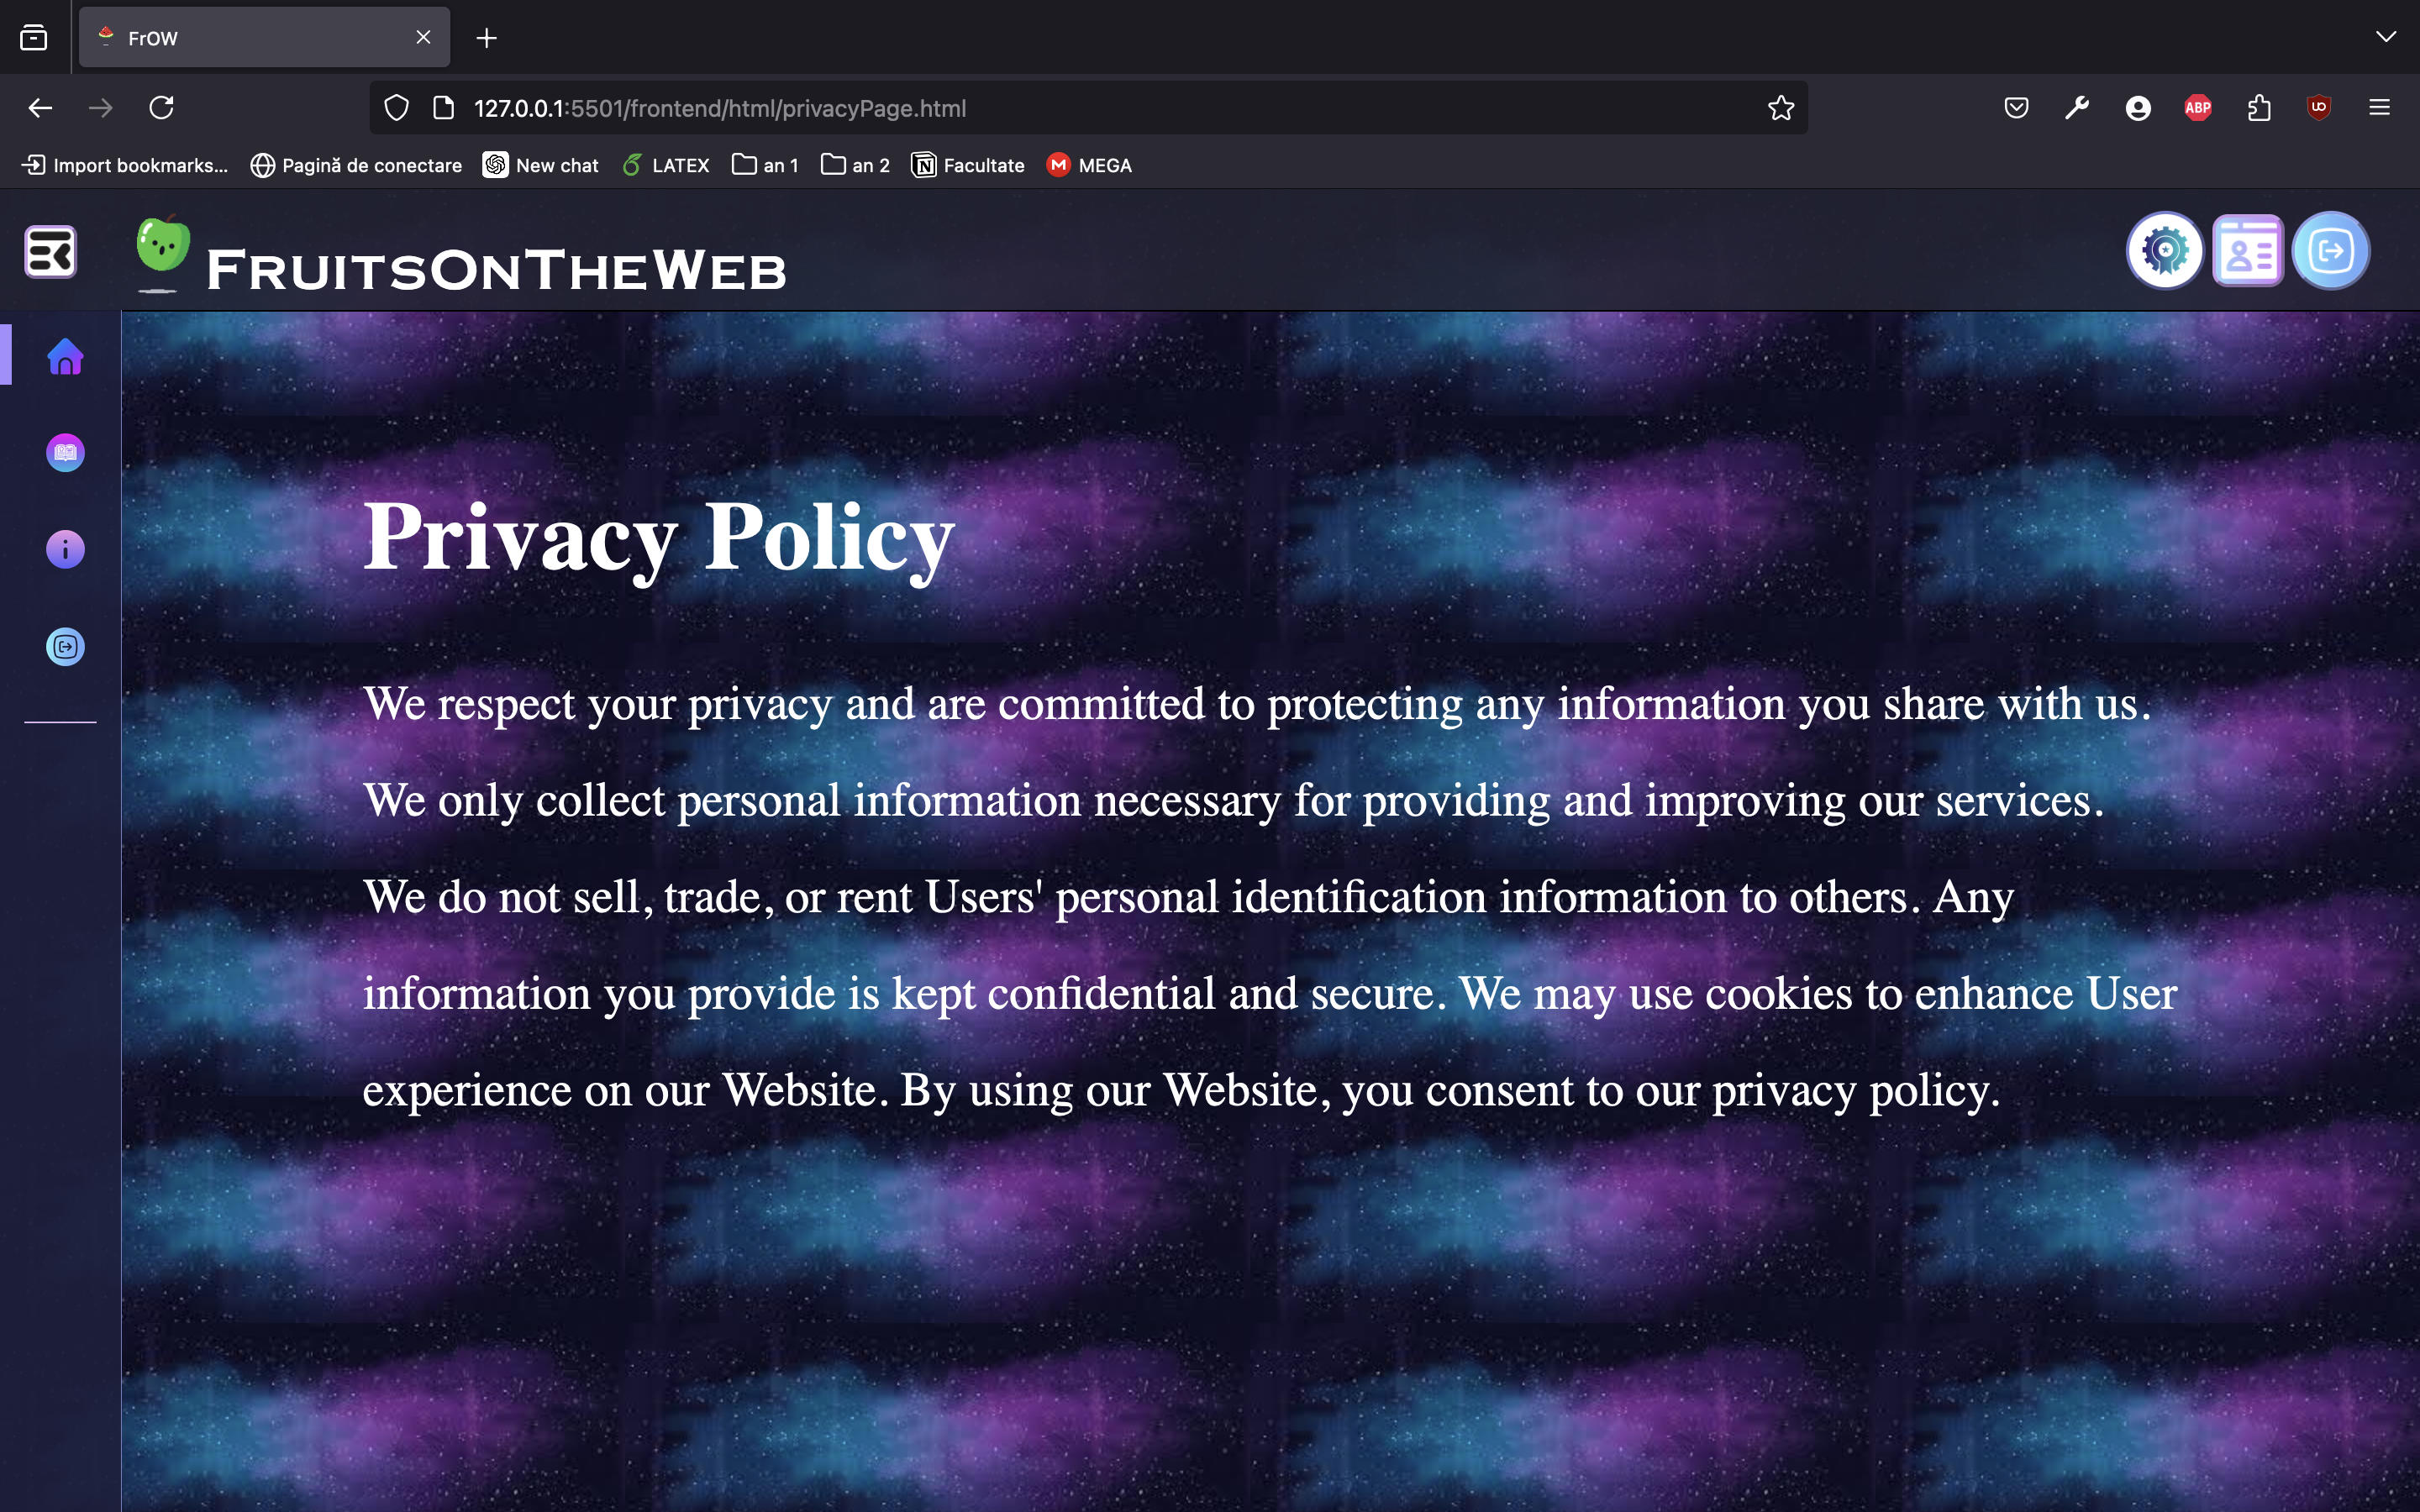 FrOW
127.0.0.1:5501/frontend/html/privacyPage.html
ABP
UO
Import bookmarks... Pagină de conectare New chat LATEX an 1 an 2 Facultate MEGA
FruitsOnTheWeb
Privacy Policy
We respect your privacy and are committed to protecting any information you share with us.
We only collect personal information necessary for providing and improving our services.
We do not sell, trade, or rent Users' personal identification information to others. Any
information you provide is kept confidential and secure. We may use cookies to enhance User
experience on our Website. By using our Website, you consent to our privacy policy.